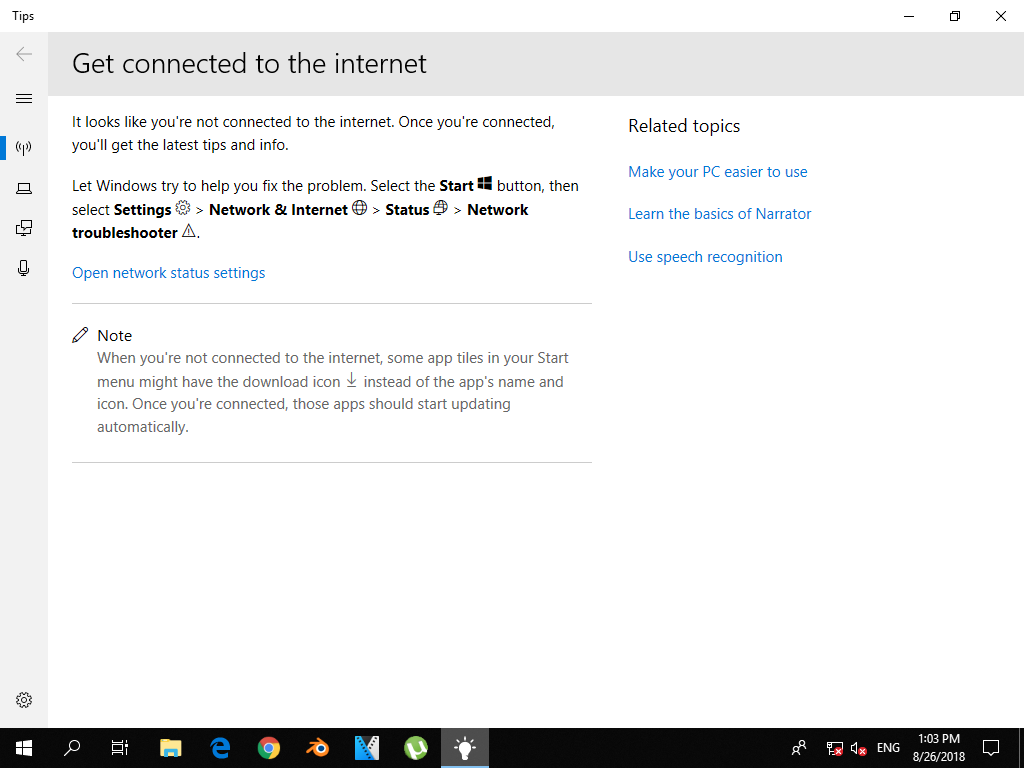 Tips
Get connected to the internet
It looks like you're not connected to the internet. Once you're connected,
you'll get the latest tips and info.
Let Windows try to help you fix the problem. Select the Start button, then
select Settings > Network & Internet > Status > Network
troubleshooter .
Open network status settings
Note
When you're not connected to the internet, some app tiles in your Start
menu might have the download icon instead of the app's name and
icon. Once you're connected, those apps should start updating
automatically.
Related topics
Make your PC easier to use
Learn the basics of Narrator
Use speech recognition
ENG
1:03 PM
8/26/2018